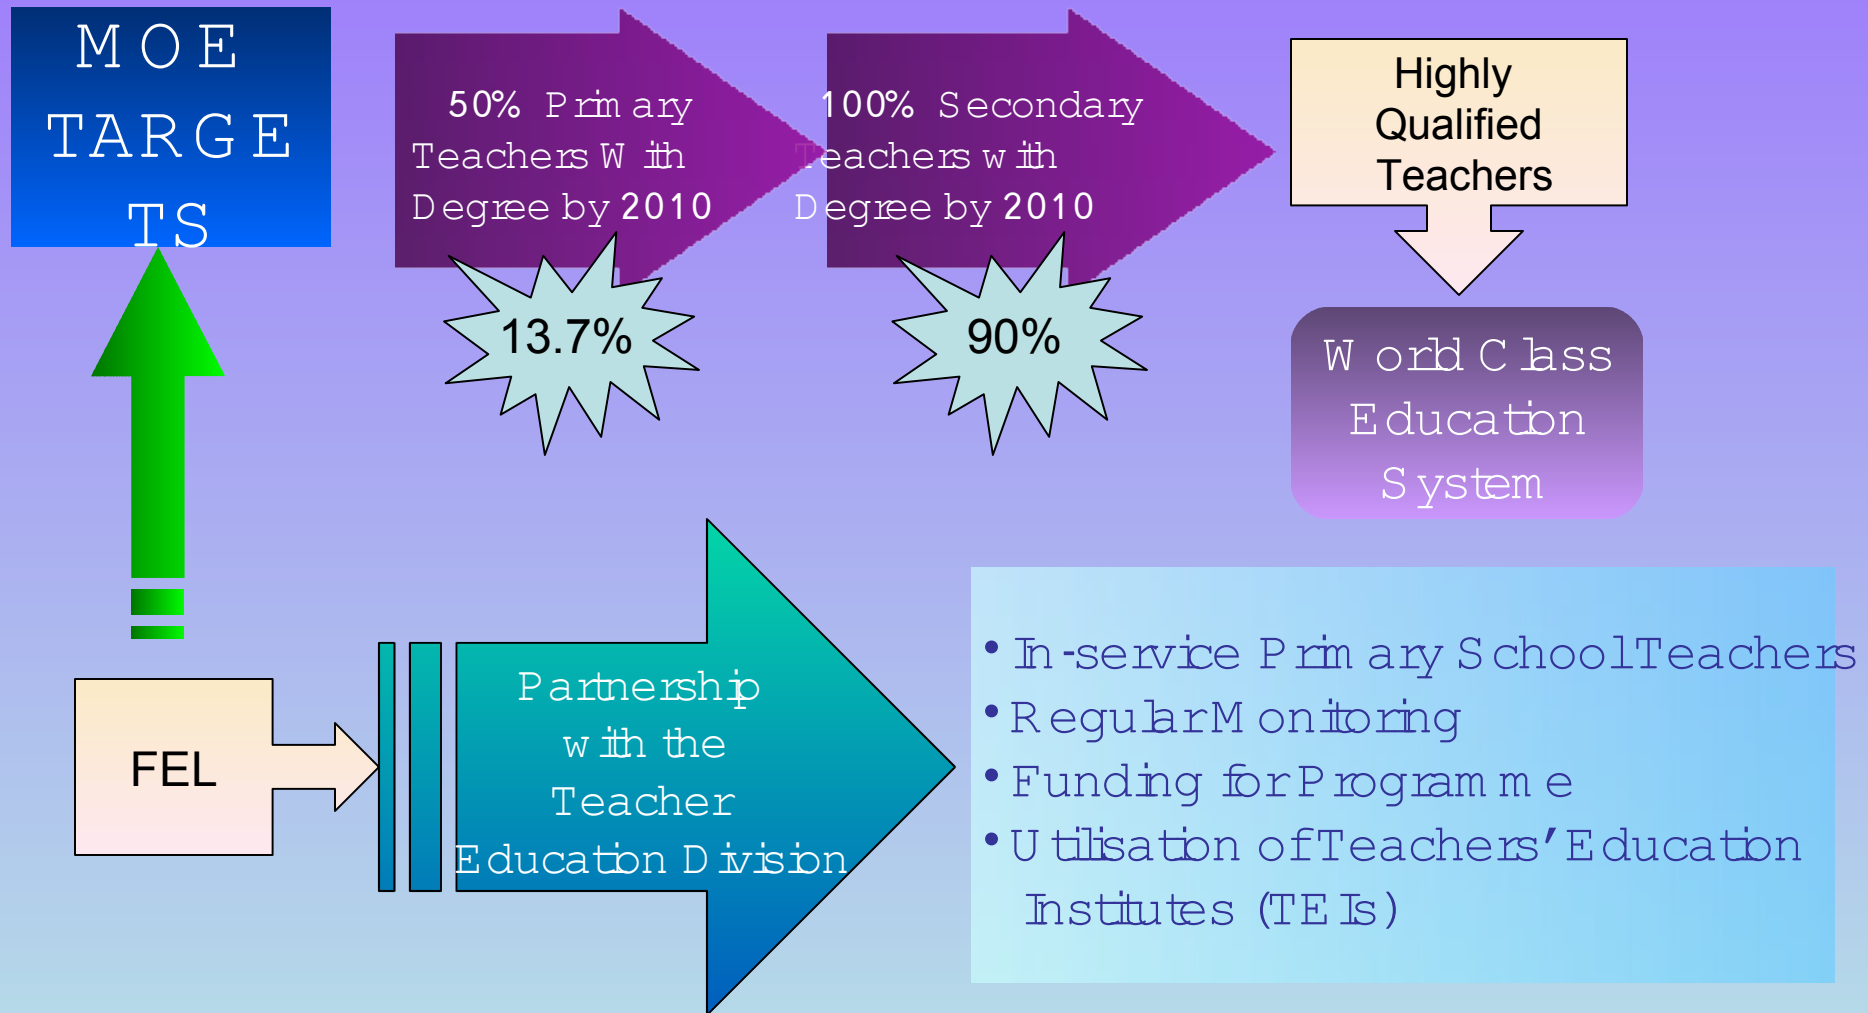 MOE
TARGE
TS
50% Primary
Teachers With
Degree by 2010
13.7%
100% Secondary
Teachers with
Degree by 2010
90%
Highly
Qualified
Teachers
World Class
Education
System
FEL
Partnership
with the
Teacher
Education Division
• In-service Primary School Teachers
• Regular Monitoring
• Funding for Programme
• Utilisation of Teachers' Education
Institutes (TEIs)